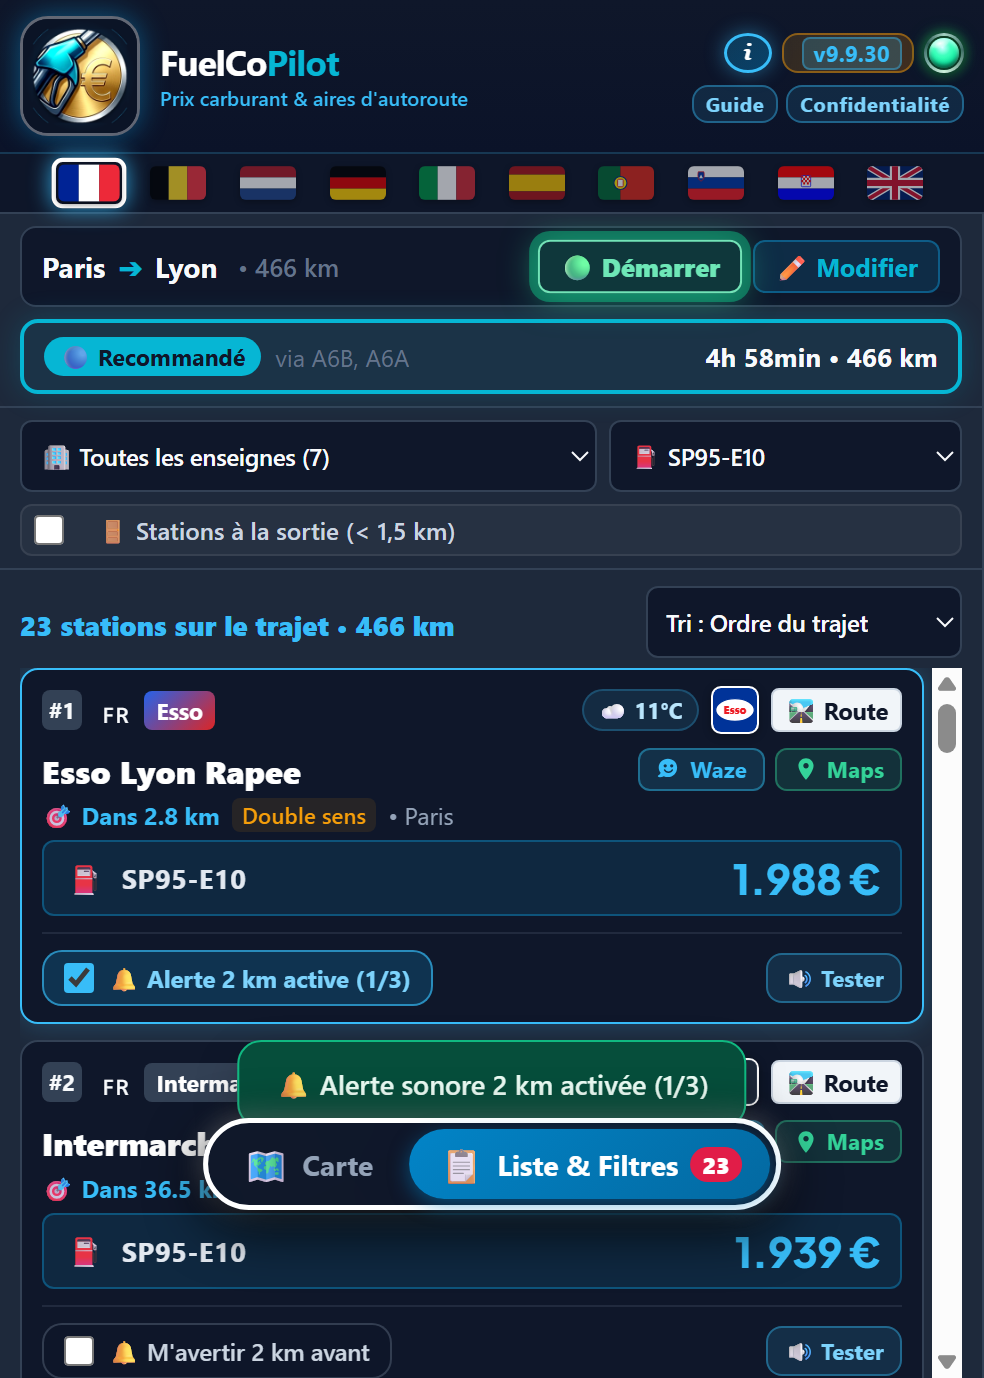 FuelCoPilot
Prix carburant & aires d'autoroute
i
v9.9.30
Guide
Confidentialité
Paris ➔ Lyon • 466 km
Démarrer
Modifier
Recommandé via A6B, A6A 4h 58min • 466 km
Toutes les enseignes (7)
SP95-E10
Stations à la sortie (< 1,5 km)
23 stations sur le trajet • 466 km
Tri : Ordre du trajet
#1 FR Esso 11°C Esso Route
Esso Lyon Rapee Waze Maps
Dans 2.8 km Double sens • Paris
SP95-E10 1.988 €
Alerte 2 km active (1/3) Tester
#2 FR Route
Alerte sonore 2 km activée (1/3)
Maps
Carte Liste & Filtres 23
Dans 36.5
SP95-E10 1.939 €
M'avertir 2 km avant Tester